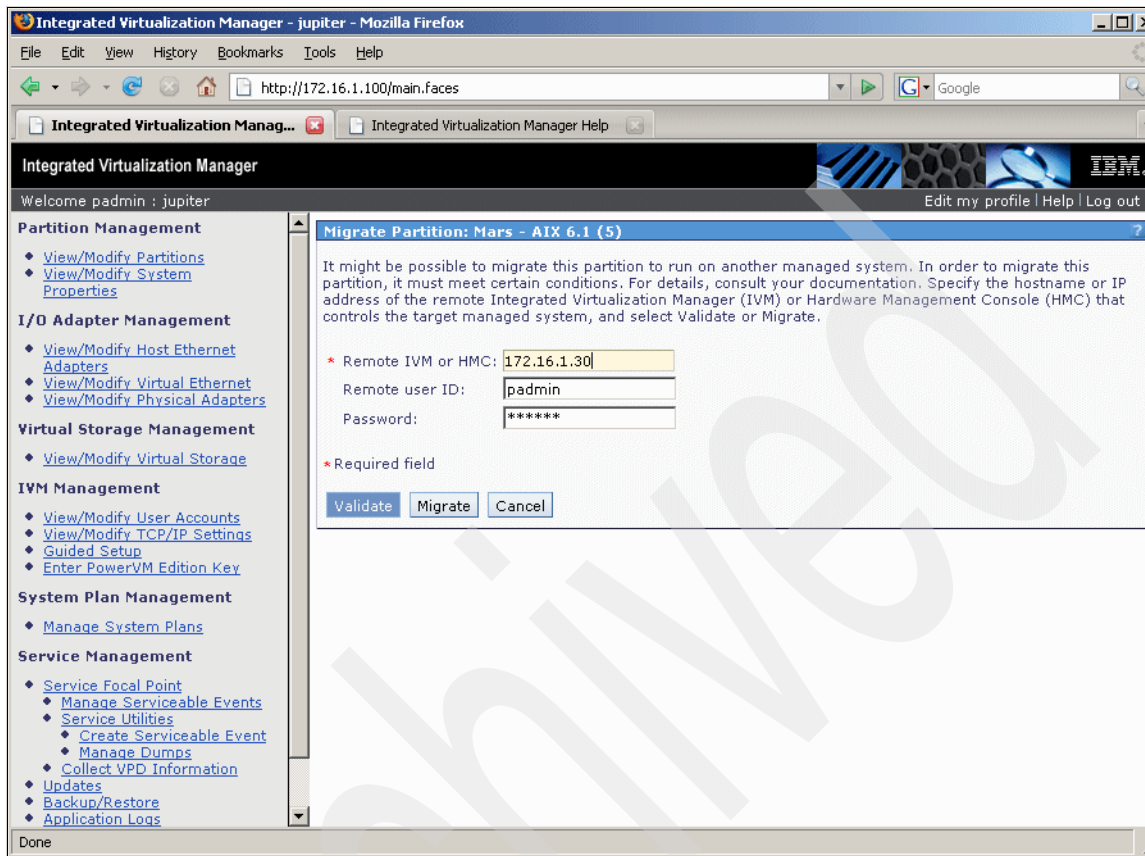 Integrated Virtualization Manager - jupiter - Mozilla Firefox
File Edit View History Bookmarks Tools Help
http://172.16.1.100/main.faces
G Google
Integrated Virtualization Manag... Integrated Virtualization Manager Help
Integrated Virtualization Manager
IBM.
Welcome padmin : jupiter
Edit my profile | Help | Log out
Partition Management
View/Modify Partitions
View/Modify System
Properties
I/O Adapter Management
View/Modify Host Ethernet
Adapters
View/Modify Virtual Ethernet
View/Modify Physical Adapters
Virtual Storage Management
View/Modify Virtual Storage
IVM Management
View/Modify User Accounts
View/Modify TCP/IP Settings
Guided Setup
Enter PowerVM Edition Key
System Plan Management
Manage System Plans
Service Management
Service Focal Point
Manage Serviceable Events
Service Utilities
Create Serviceable Event
Manage Dumps
Collect VPD Information
Updates
Backup/Restore
Application Logs
Migrate Partition: Mars - AIX 6.1 (5)
?
It might be possible to migrate this partition to run on another managed system. In order to migrate this
partition, it must meet certain conditions. For details, consult your documentation. Specify the hostname or IP
address of the remote Integrated Virtualization Manager (IVM) or Hardware Management Console (HMC) that
controls the target managed system, and select Validate or Migrate.
* Remote IVM or HMC: 172.16.1.30
Remote user ID: padmin
Password: ******
* Required field
Validate Migrate Cancel
Done
hived